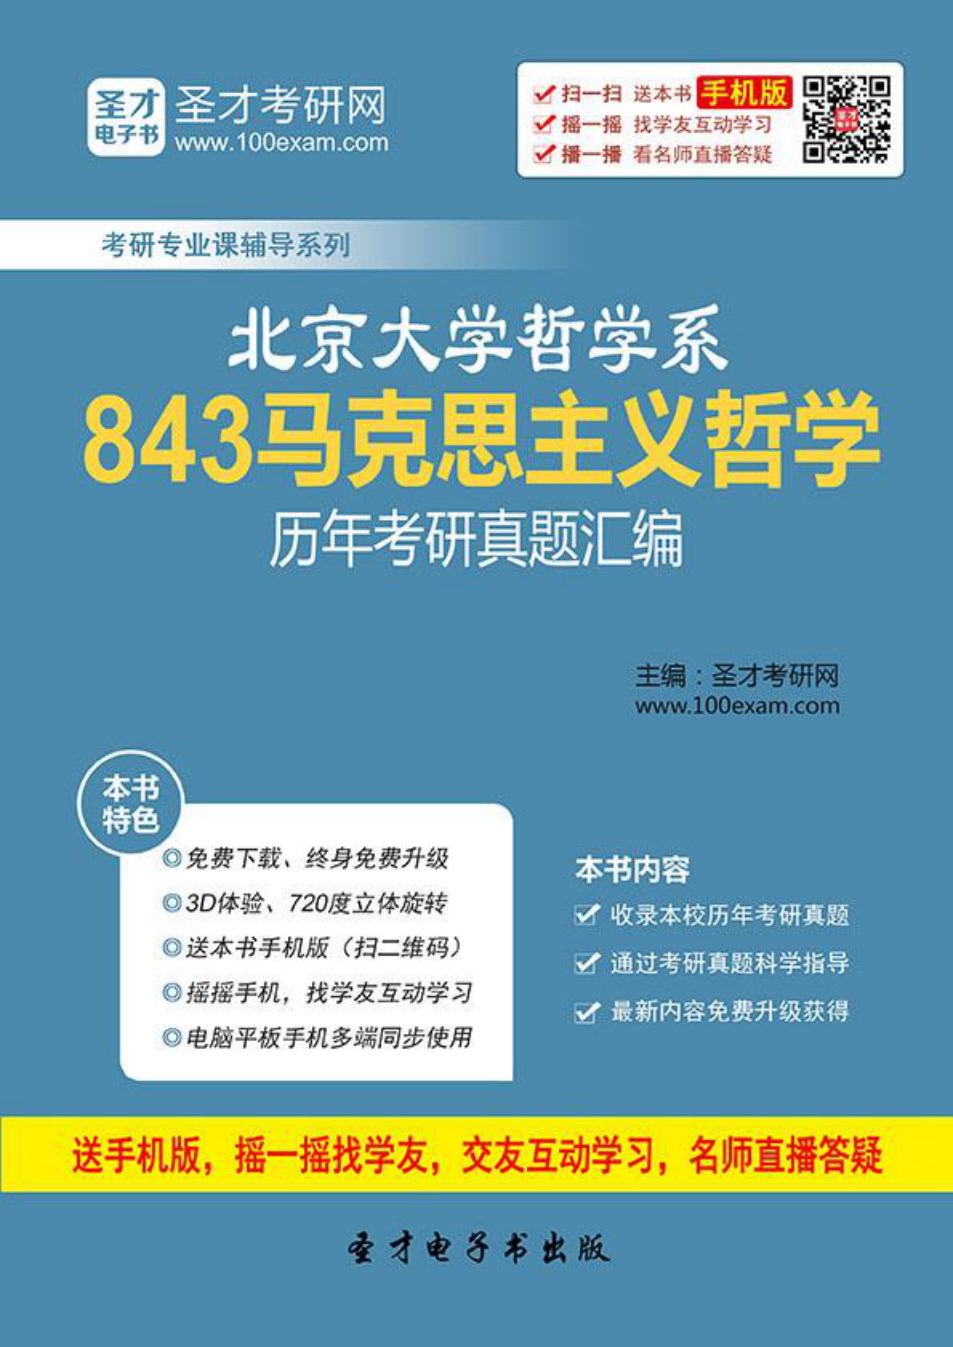 圣才
电子书
圣才考研网
www.100exam.com
扫一扫 送本书 手机版
摇一摇 找学友互动学习
播一播 看名师直播答疑
圣才
电子书
考研专业课辅导系列
北京大学哲学系
843马克思主义哲学
历年考研真题汇编
主编：圣才考研网
www.100exam.com
本书
特色
◎免费下载、终身免费升级
◎3D体验、720度立体旋转
◎送本书手机版（扫二维码）
◎摇摇手机，找学友互动学习
◎电脑平板手机多端同步使用
本书内容
收录本校历年考研真题
通过考研真题科学指导
最新内容免费升级获得
送手机版，摇一摇找学友，交友互动学习，名师直播答疑
圣才电子书出版